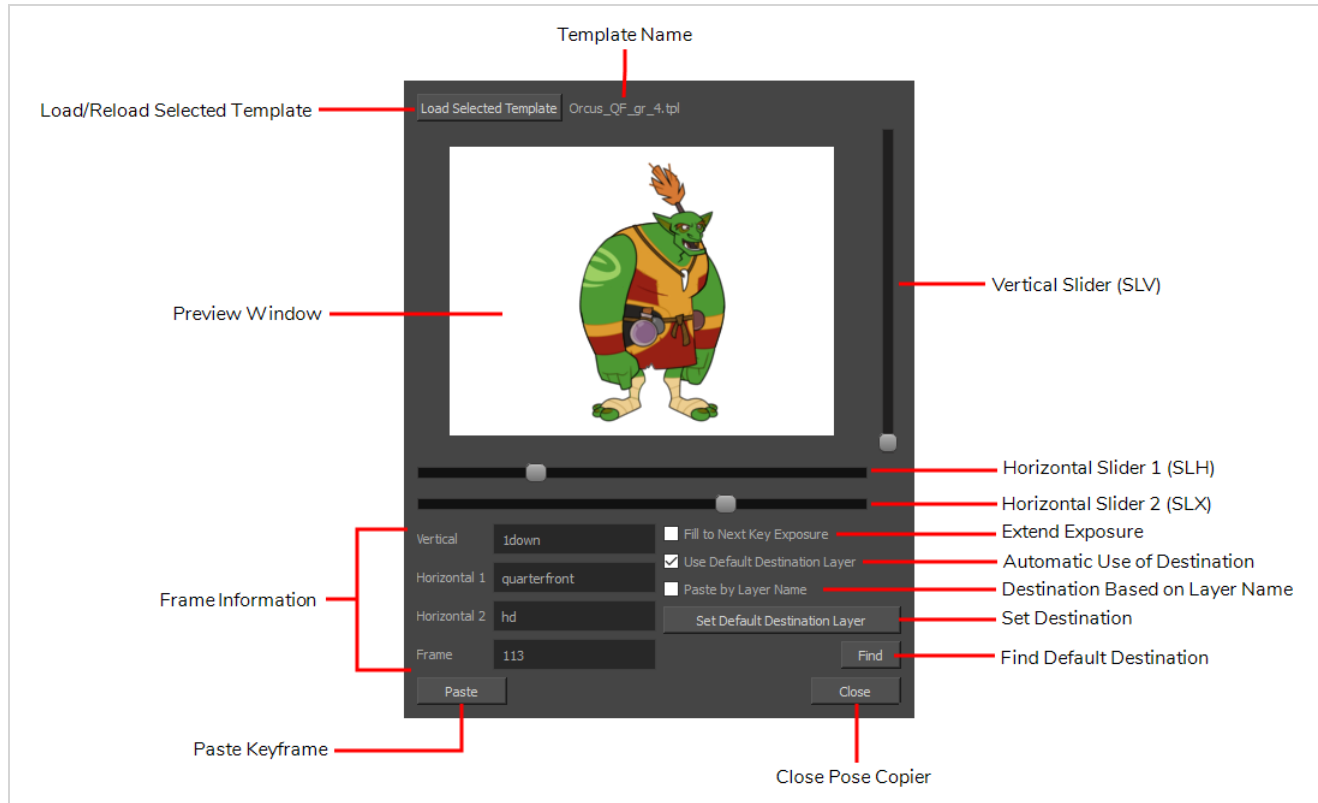 Template Name
Load/Reload Selected Template
Load Selected Template
Orcus_QF_gr_4.tpl
Preview Window
Vertical Slider (SLV)
Horizontal Slider 1 (SLH)
Horizontal Slider 2 (SLX)
Frame Information
Vertical
1down
Horizontal 1
quarterfront
Horizontal 2
hd
Frame
113
Fill to Next Key Exposure
Extend Exposure
Use Default Destination Layer
Automatic Use of Destination
Paste by Layer Name
Destination Based on Layer Name
Set Default Destination Layer
Set Destination
Find
Find Default Destination
Paste
Close
Paste Keyframe
Close Pose Copier